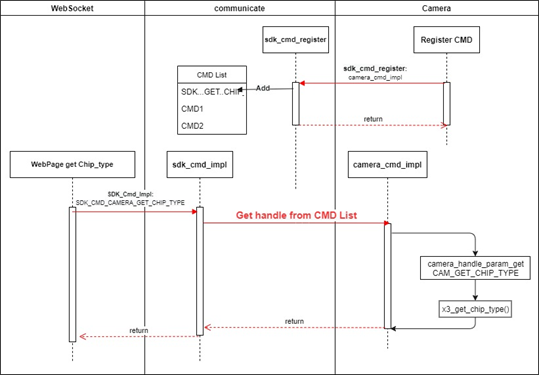 WebSocket
communicate
Camera
sdk_cmd_register
Register CMD
sdk_cmd_register:
camera_cmd_impl
CMD List
SDK...GET..CHIP_
CMD1
CMD2
Add
return
WebPage get Chip_type
sdk_cmd_impl
camera_cmd_impl
SDK_Cmd_Impl:
SDK_CMD_CAMERA_GET_CHIP_TYPE
Get handle from CMD List
camera_handle_param_get
CAM_GET_CHIP_TYPE
x3_get_chip_type()
return
return